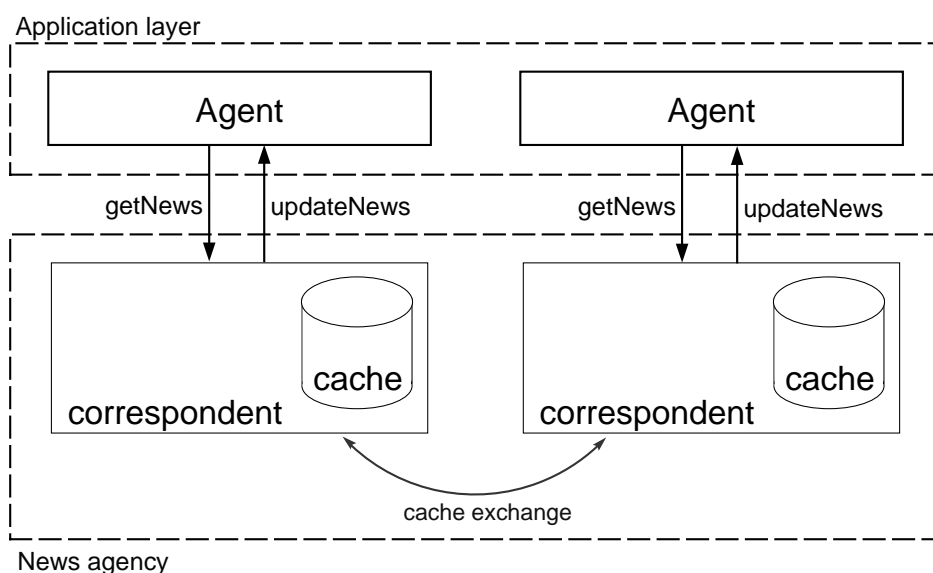 Application layer
Agent
Agent
getNews
updateNews
getNews
updateNews
cache
cache
correspondent
correspondent
cache exchange
News agency